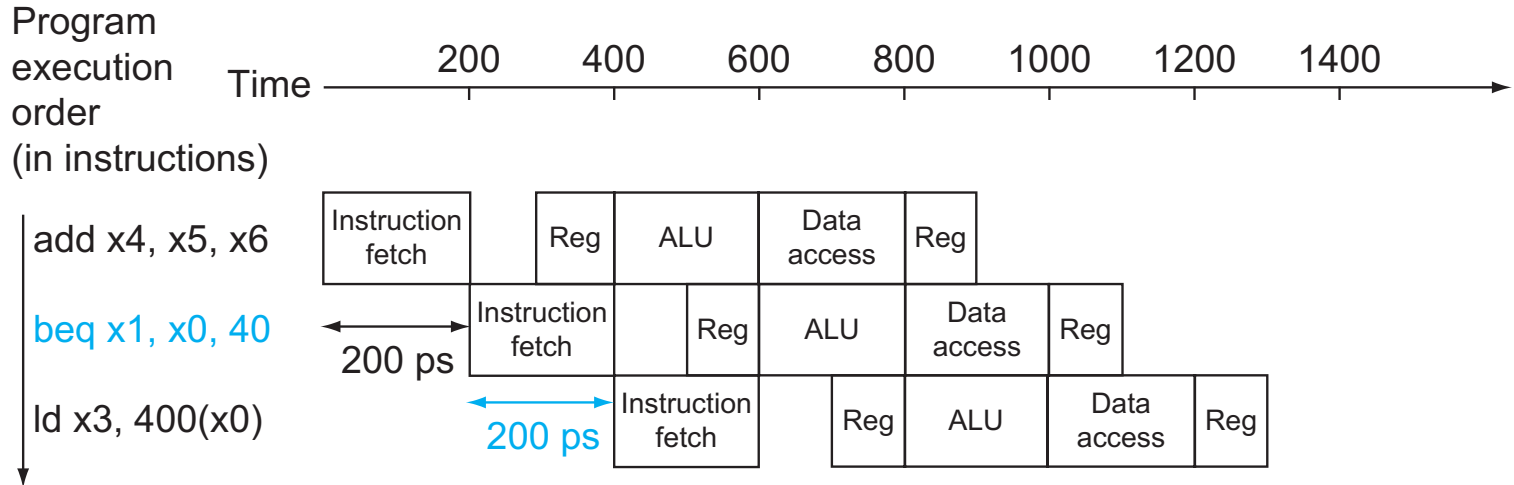 Program
execution
order
(in instructions)
Time
200 400 600 800 1000 1200 1400
add x4, x5, x6
Instruction
fetch
Reg
ALU
Data
access
Reg
beq x1, x0, 40
200 ps
Instruction
fetch
Reg
ALU
Data
access
Reg
ld x3, 400(x0)
200 ps
Instruction
fetch
Reg
ALU
Data
access
Reg